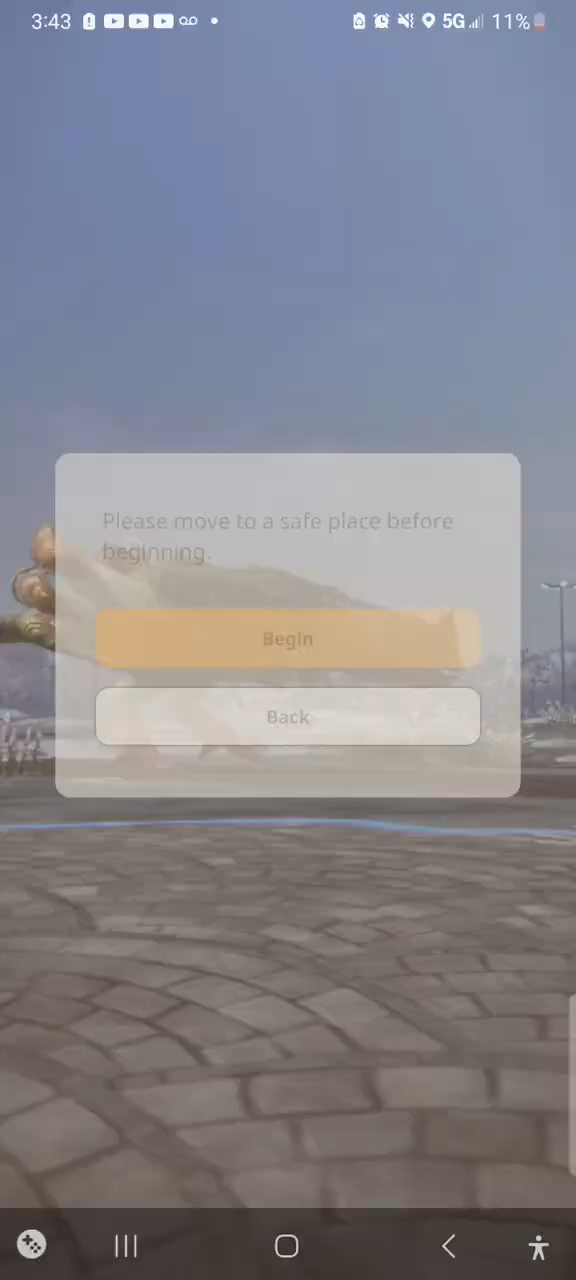 3:43
5G 11%
Please move to a safe place before
beginning.
Begin
Back